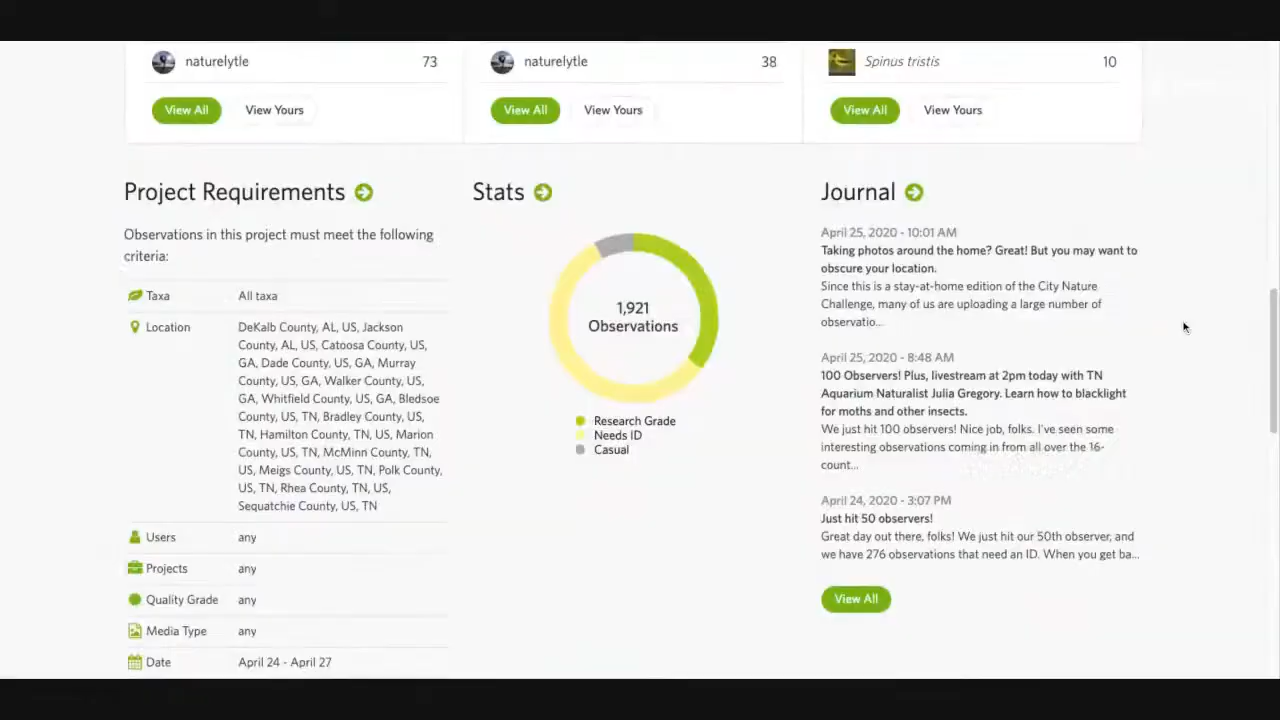 naturelytle 73
naturelytle 38
Spinus tristis 10
View All View Yours
View All View Yours
View All View Yours
Project Requirements
Observations in this project must meet the following
criteria:
Taxa All taxa
Location DeKalb County, AL, US, Jackson
County, AL, US, Catoosa County, US,
GA, Dade County, US, GA, Murray
County, US, GA, Walker County, US,
GA, Whitfield County, US, GA, Bledsoe
County, US, TN, Bradley County, US,
TN, Hamilton County, TN, US, Marion
County, US, TN, McMinn County, TN,
US, Meigs County, US, TN, Polk County,
US, TN, Rhea County, TN, US,
Sequatchie County, US, TN
Users any
Projects any
Quality Grade any
Media Type any
Date April 24 - April 27
Stats
1,921
Observations
Research Grade
Needs ID
Casual
Journal
April 25, 2020 - 10:01 AM
Taking photos around the home? Great! But you may want to
obscure your location.
Since this is a stay-at-home edition of the City Nature
Challenge, many of us are uploading a large number of
observatio...
April 25, 2020 - 8:48 AM
100 Observers! Plus, livestream at 2pm today with TN
Aquarium Naturalist Julia Gregory. Learn how to blacklight
for moths and other insects.
We just hit 100 observers! Nice job, folks. I've seen some
interesting observations coming in from all over the 16-
count...
April 24, 2020 - 3:07 PM
Just hit 50 observers!
Great day out there, folks! We just hit our 50th observer, and
we have 276 observations that need an ID. When you get ba...
View All